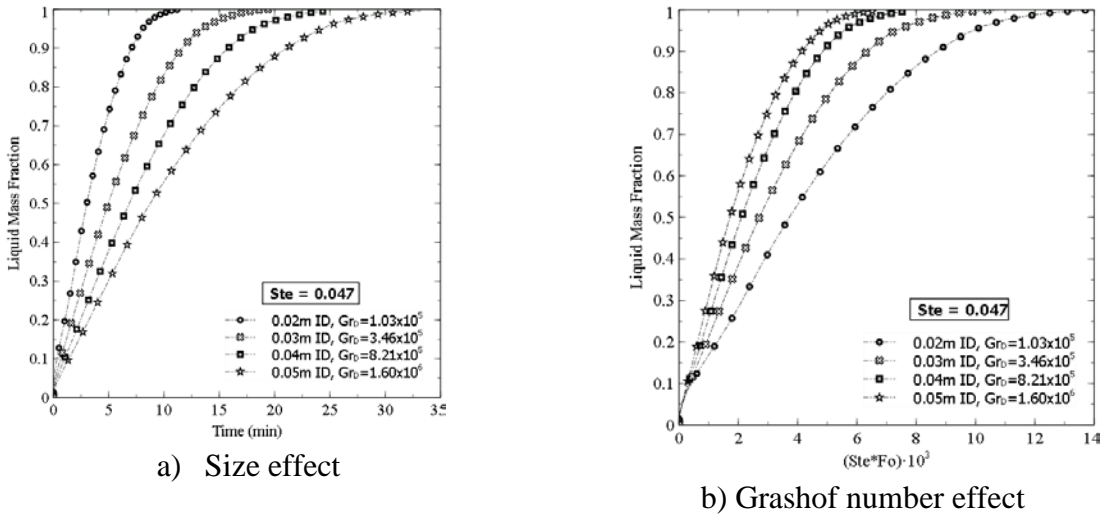 1
0.9
0.8
0.7
0.6
0.5
0.4
0.3
0.2
0.1
0
Liquid Mass Fraction
Ste = 0.047
0.02m ID, Gr_D=1.03x10^5
0.03m ID, Gr_D=3.46x10^5
0.04m ID, Gr_D=8.21x10^5
0.05m ID, Gr_D=1.60x10^6
0 5 10 15 20 25 30 35
Time (min)
a) Size effect
1
0.9
0.8
0.7
0.6
0.5
0.4
0.3
0.2
0.1
0
Liquid Mass Fraction
Ste = 0.047
0.02m ID, Gr_D=1.03x10^5
0.03m ID, Gr_D=3.46x10^5
0.04m ID, Gr_D=8.21x10^5
0.05m ID, Gr_D=1.60x10^6
0 2 4 6 8 10 12 14
(Ste*Fo)·10^3
b) Grashof number effect